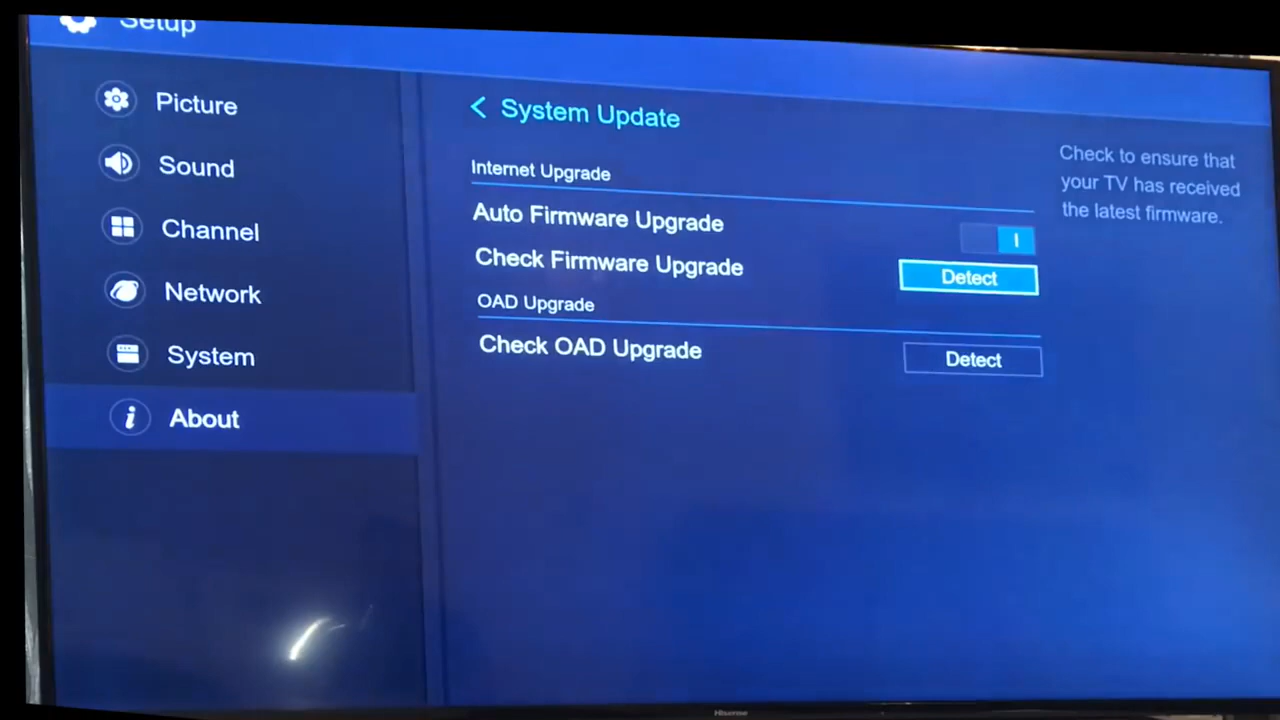 Setup
Picture
Sound
Channel
Network
System
About
< System Update
Internet Upgrade
Auto Firmware Upgrade
Check Firmware Upgrade Detect
OAD Upgrade
Check OAD Upgrade Detect
Check to ensure that
your TV has received
the latest firmware.
Hisense